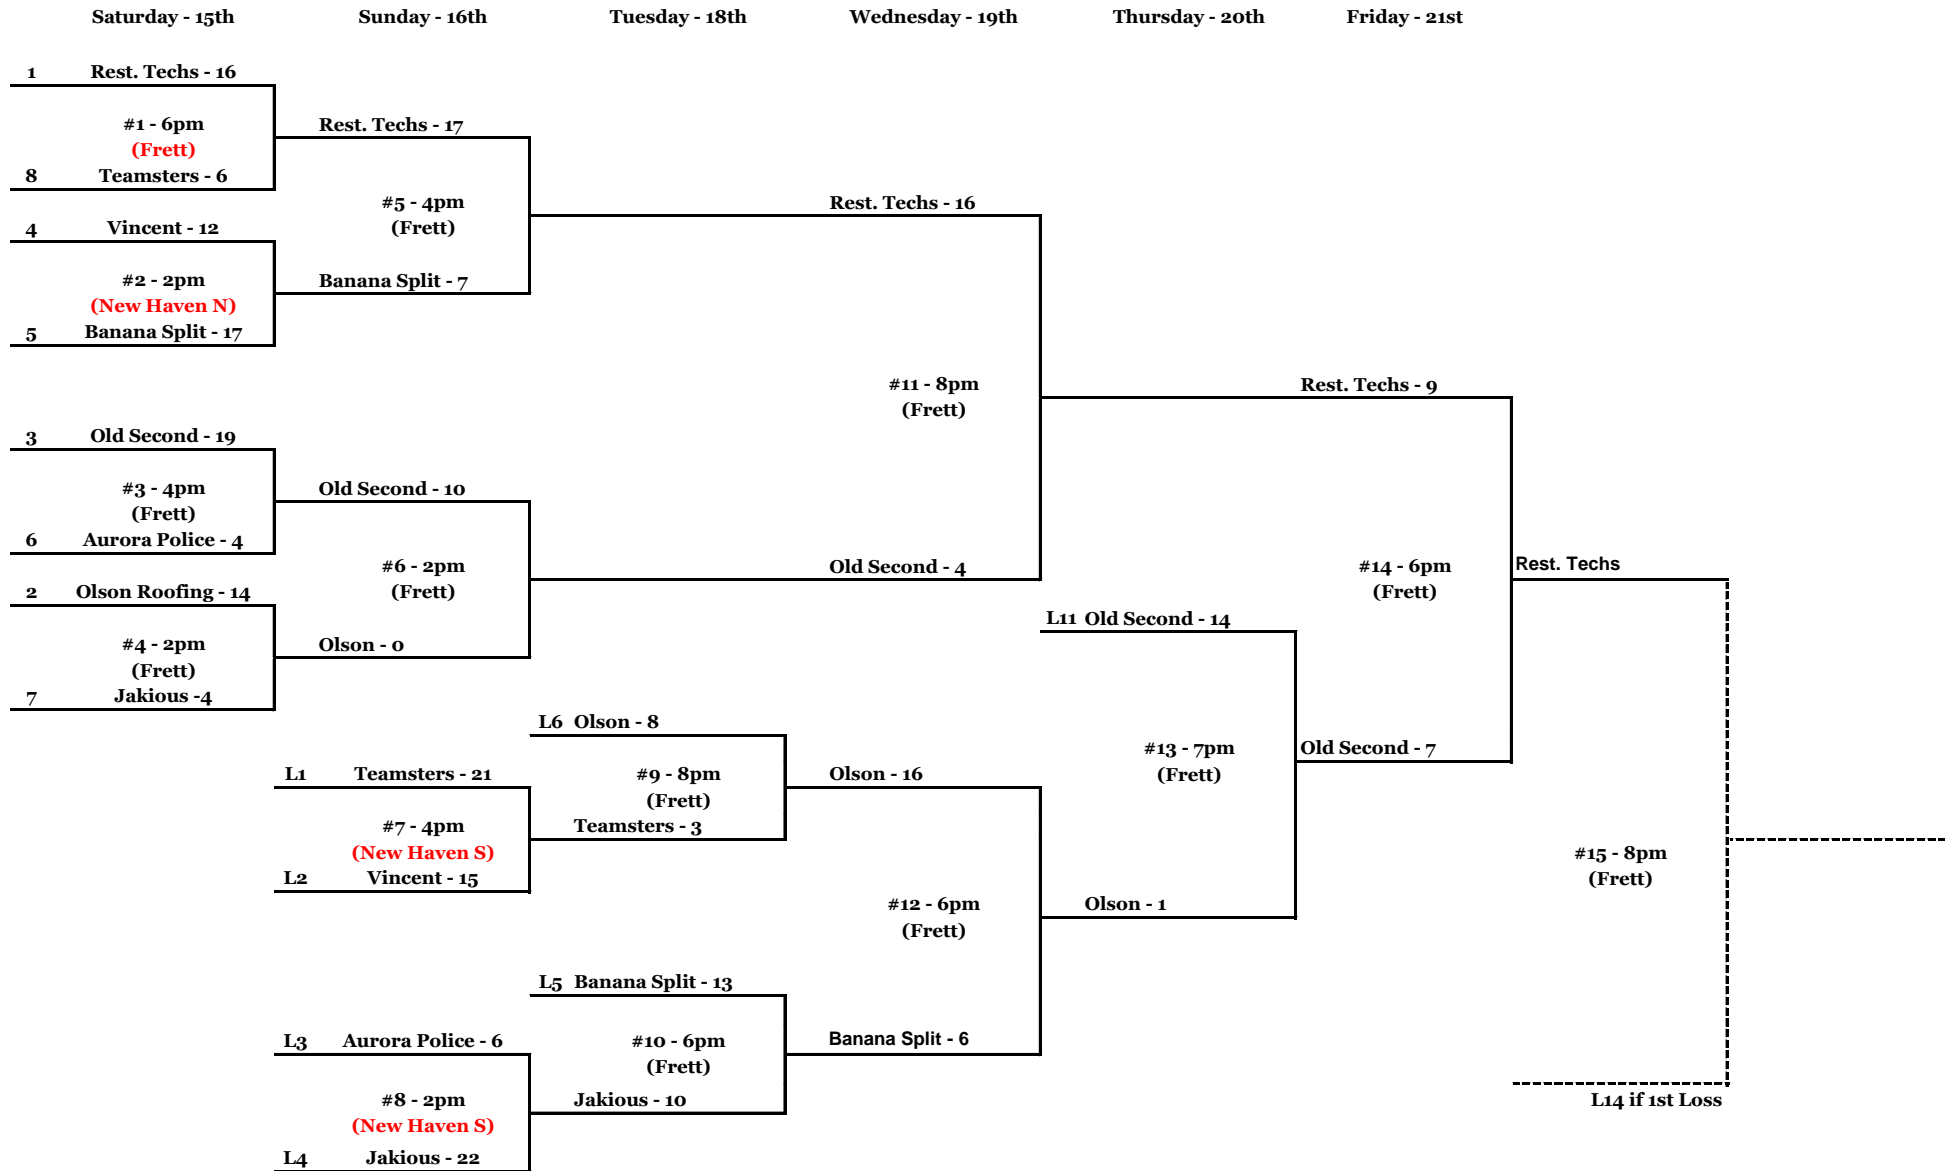 Saturday - 15th
Sunday - 16th
Tuesday - 18th
Wednesday - 19th
Thursday - 20th
Friday - 21st
1 Rest. Techs - 16
#1 - 6pm
(Frett)
8 Teamsters - 6
4 Vincent - 12
#2 - 2pm
(New Haven N)
5 Banana Split - 17
3 Old Second - 19
#3 - 4pm
(Frett)
6 Aurora Police - 4
2 Olson Roofing - 14
#4 - 2pm
(Frett)
7 Jakious -4
Rest. Techs - 17
#5 - 4pm
(Frett)
Banana Split - 7
Old Second - 10
#6 - 2pm
(Frett)
Olson - 0
L1 Teamsters - 21
#7 - 4pm
(New Haven S)
L2 Vincent - 15
L3 Aurora Police - 6
#8 - 2pm
(New Haven S)
L4 Jakious - 22
L6 Olson - 8
#9 - 8pm
(Frett)
Teamsters - 3
L5 Banana Split - 13
#10 - 6pm
(Frett)
Jakious - 10
Rest. Techs - 16
#11 - 8pm
(Frett)
Old Second - 4
Olson - 16
#12 - 6pm
(Frett)
Banana Split - 6
L11 Old Second - 14
#13 - 7pm
(Frett)
Olson - 1
Rest. Techs - 9
#14 - 6pm
(Frett)
Old Second - 7
Rest. Techs
#15 - 8pm
(Frett)
L14 if 1st Loss